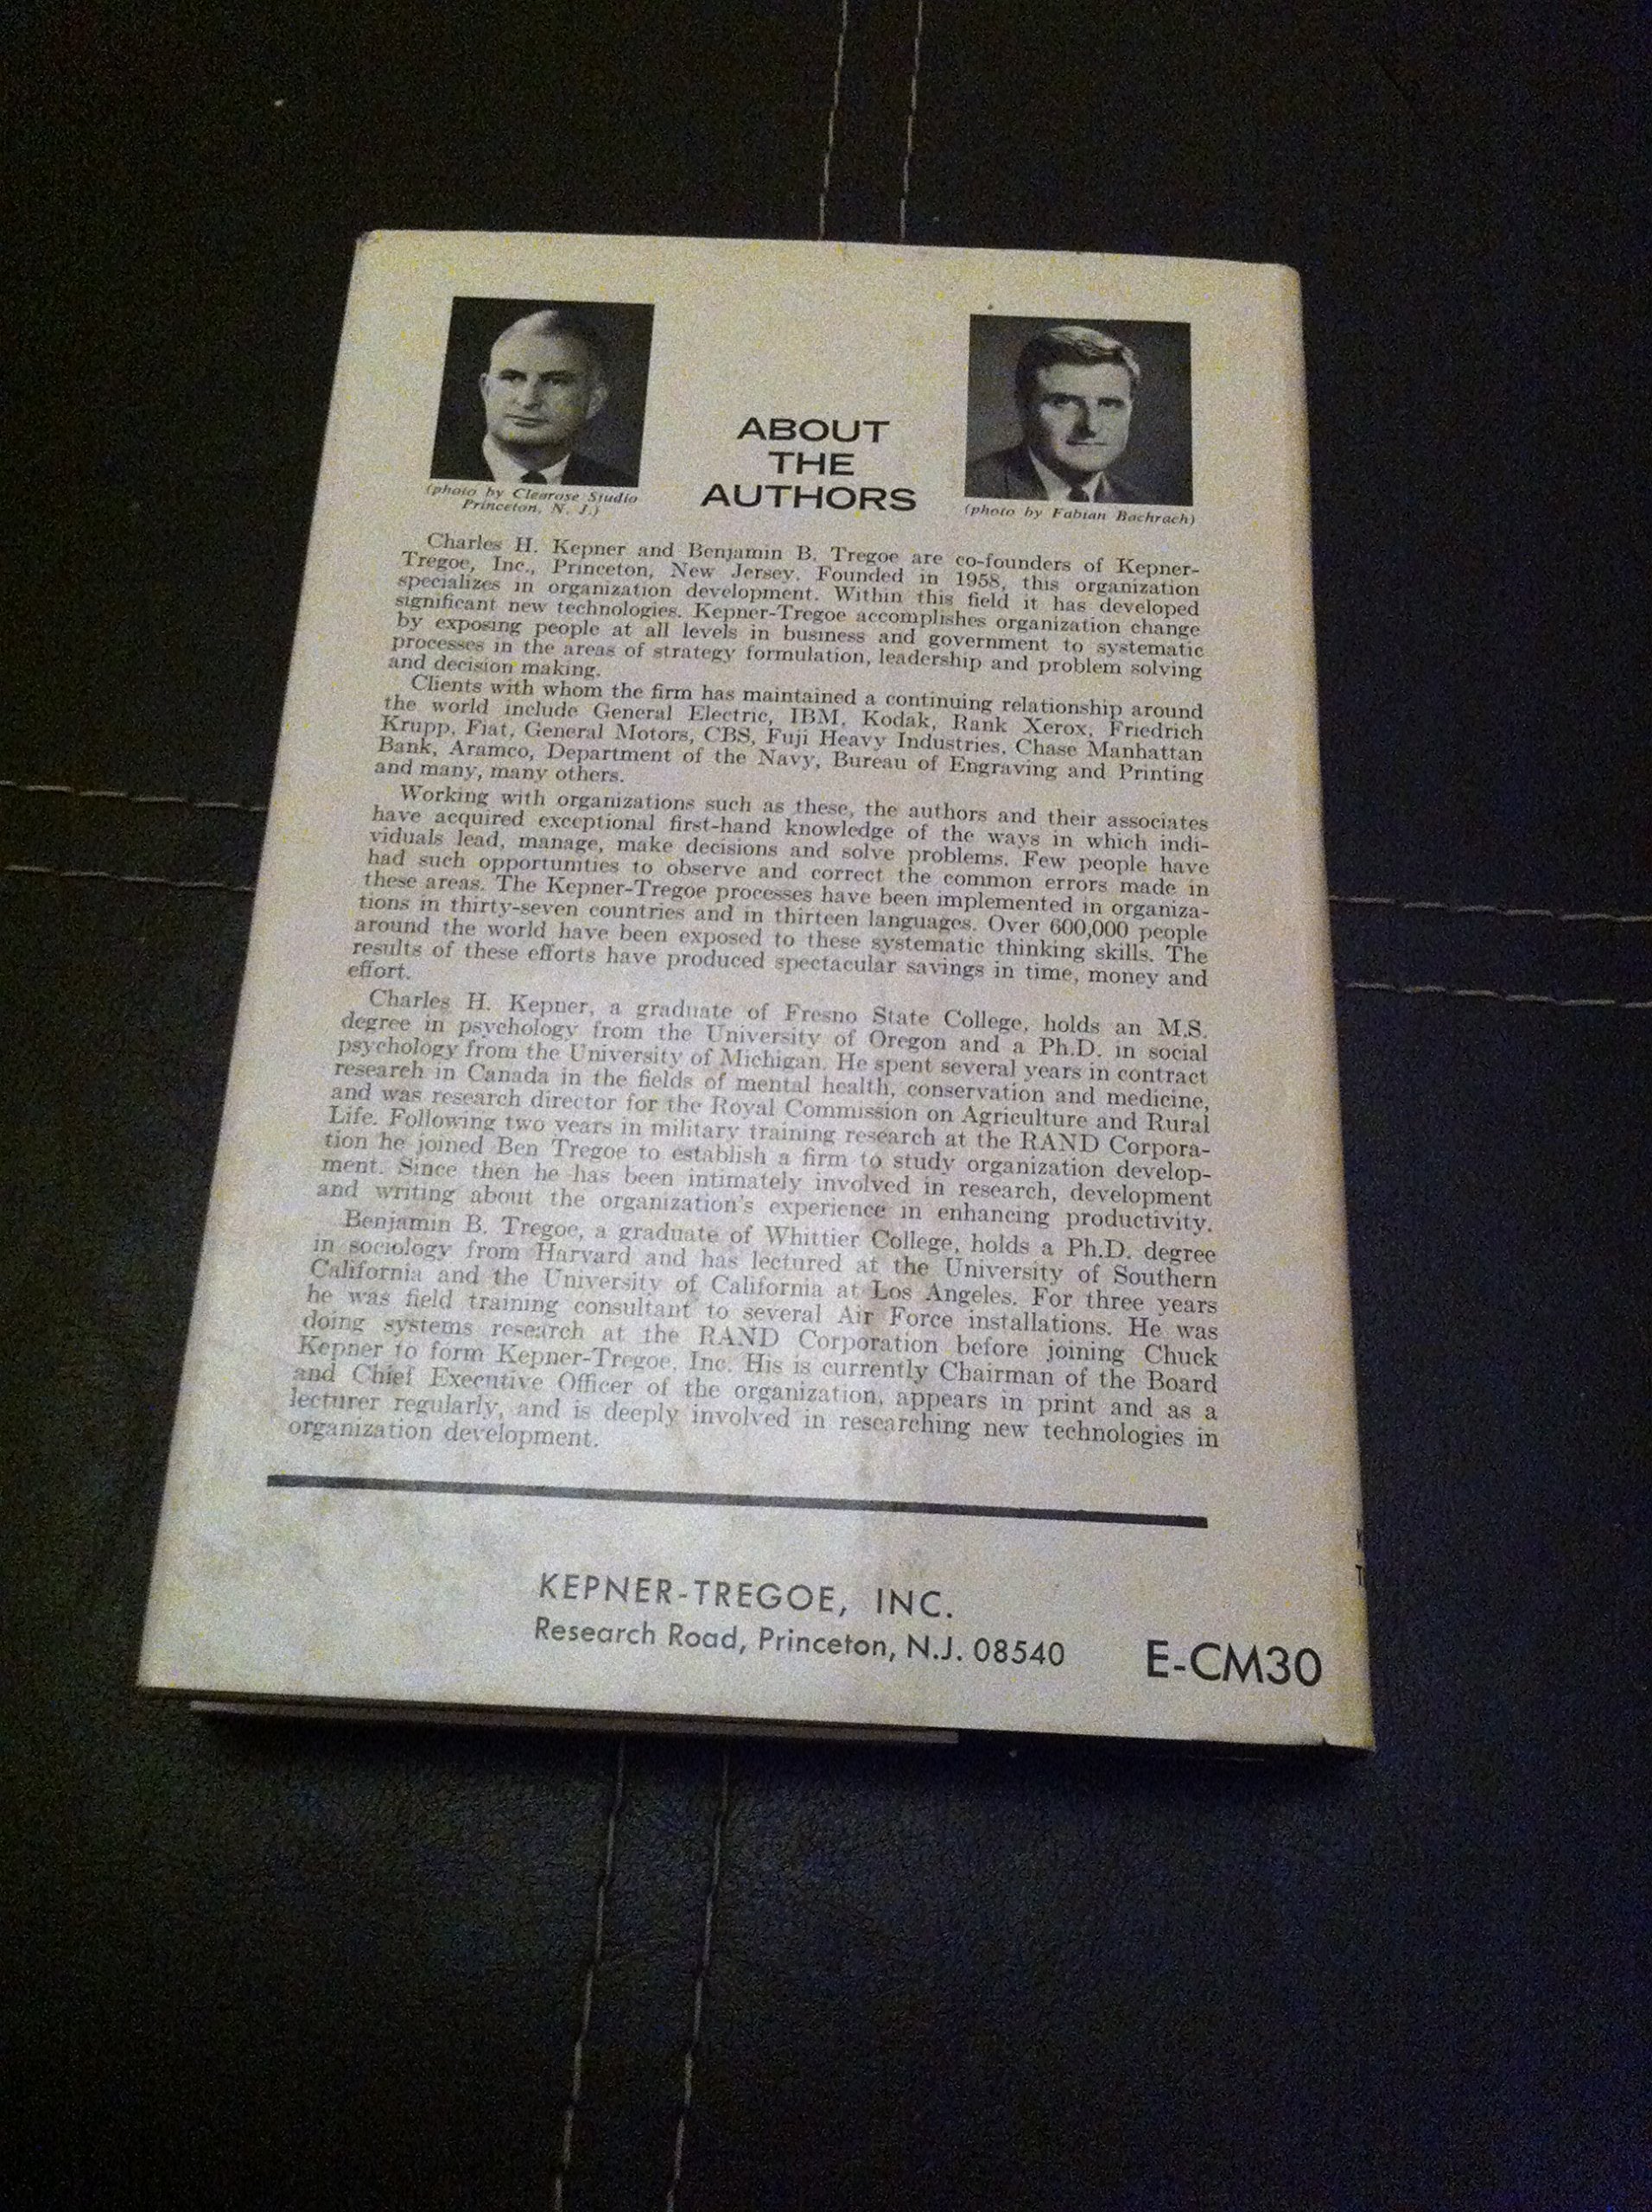 (photo by Clearose Studio
Princeton, N. J.)
ABOUT
THE
AUTHORS
(photo by Fabian Bachrach)
Charles H. Kepner and Benjamin B. Tregoe are co-founders of Kepner-
Tregoe, Inc., Princeton, New Jersey. Founded in 1958, this organization
specializes in organization development. Within this field it has developed
significant new technologies. Kepner-Tregoe accomplishes organization change
by exposing people at all levels in business and government to systematic
processes in the areas of strategy formulation, leadership and problem solving
and decision making.
Clients with whom the firm has maintained a continuing relationship around
the world include General Electric, IBM, Kodak, Rank Xerox, Friedrich
Krupp, Fiat, General Motors, CBS, Fuji Heavy Industries, Chase Manhattan
Bank, Aramco, Department of the Navy, Bureau of Engraving and Printing
and many, many others.
Working with organizations such as these, the authors and their associates
have acquired exceptional first-hand knowledge of the ways in which indi-
viduals lead, manage, make decisions and solve problems. Few people have
had such opportunities to observe and correct the common errors made in
these areas. The Kepner-Tregoe processes have been implemented in organiza-
tions in thirty-seven countries and in thirteen languages. Over 600,000 people
around the world have been exposed to these systematic thinking skills. The
results of these efforts have produced spectacular savings in time, money and
effort.
Charles H. Kepner, a graduate of Fresno State College, holds an M.S.
degree in psychology from the University of Oregon and a Ph.D. in social
psychology from the University of Michigan. He spent several years in contract
research in Canada in the fields of mental health, conservation and medicine,
and was research director for the Royal Commission on Agriculture and Rural
Life. Following two years in military training research at the RAND Corpora-
tion he joined Ben Tregoe to establish a firm to study organization develop-
ment. Since then he has been intimately involved in research, development
and writing about the organization's experience in enhancing productivity.
Benjamin B. Tregoe, a graduate of Whittier College, holds a Ph.D. degree
in sociology from Harvard and has lectured at the University of Southern
California and the University of California at Los Angeles. For three years
he was field training consultant to several Air Force installations. He was
doing systems research at the RAND Corporation before joining Chuck
Kepner to form Kepner-Tregoe, Inc. His is currently Chairman of the Board
and Chief Executive Officer of the organization, appears in print and as a
lecturer regularly, and is deeply involved in researching new technologies in
organization development.
KEPNER-TREGOE, INC.
Research Road, Princeton, N.J. 08540
E-CM30